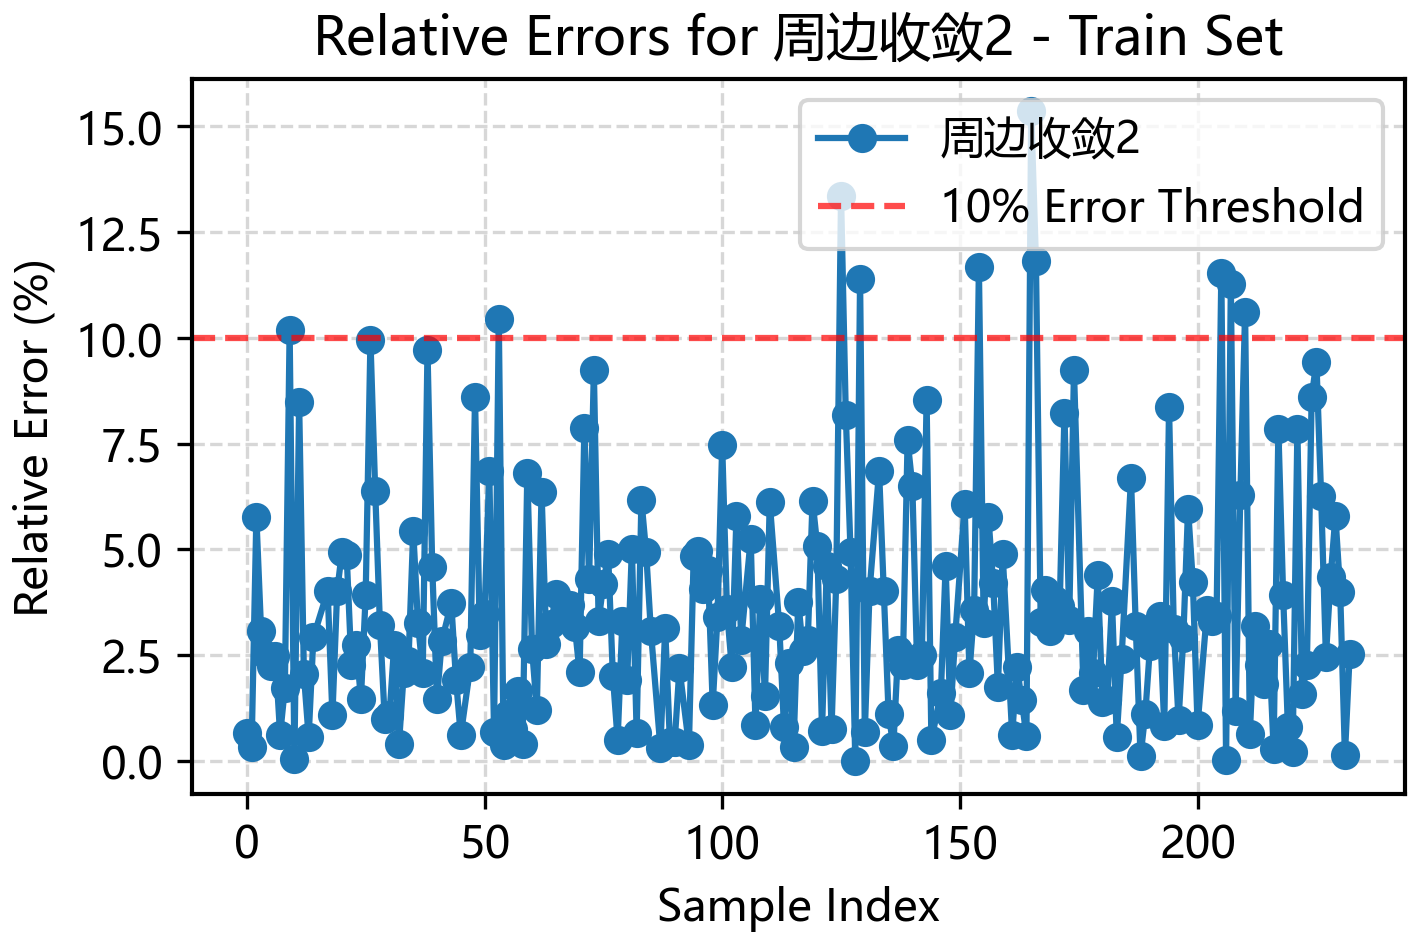 Relative Errors for 周边收敛2 - Train Set
周边收敛2
10% Error Threshold
Relative Error (%)
15.0
12.5
10.0
7.5
5.0
2.5
0.0
0 50 100 150 200
Sample Index